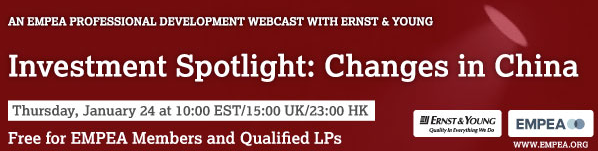 AN EMPEA PROFESSIONAL DEVELOPMENT WEBCAST WITH ERNST & YOUNG
Investment Spotlight: Changes in China
Thursday, January 24 at 10:00 EST/15:00 UK/23:00 HK
Free for EMPEA Members and Qualified LPs
ERNST & YOUNG
Quality In Everything We Do
EMPEA
WWW.EMPEA.ORG